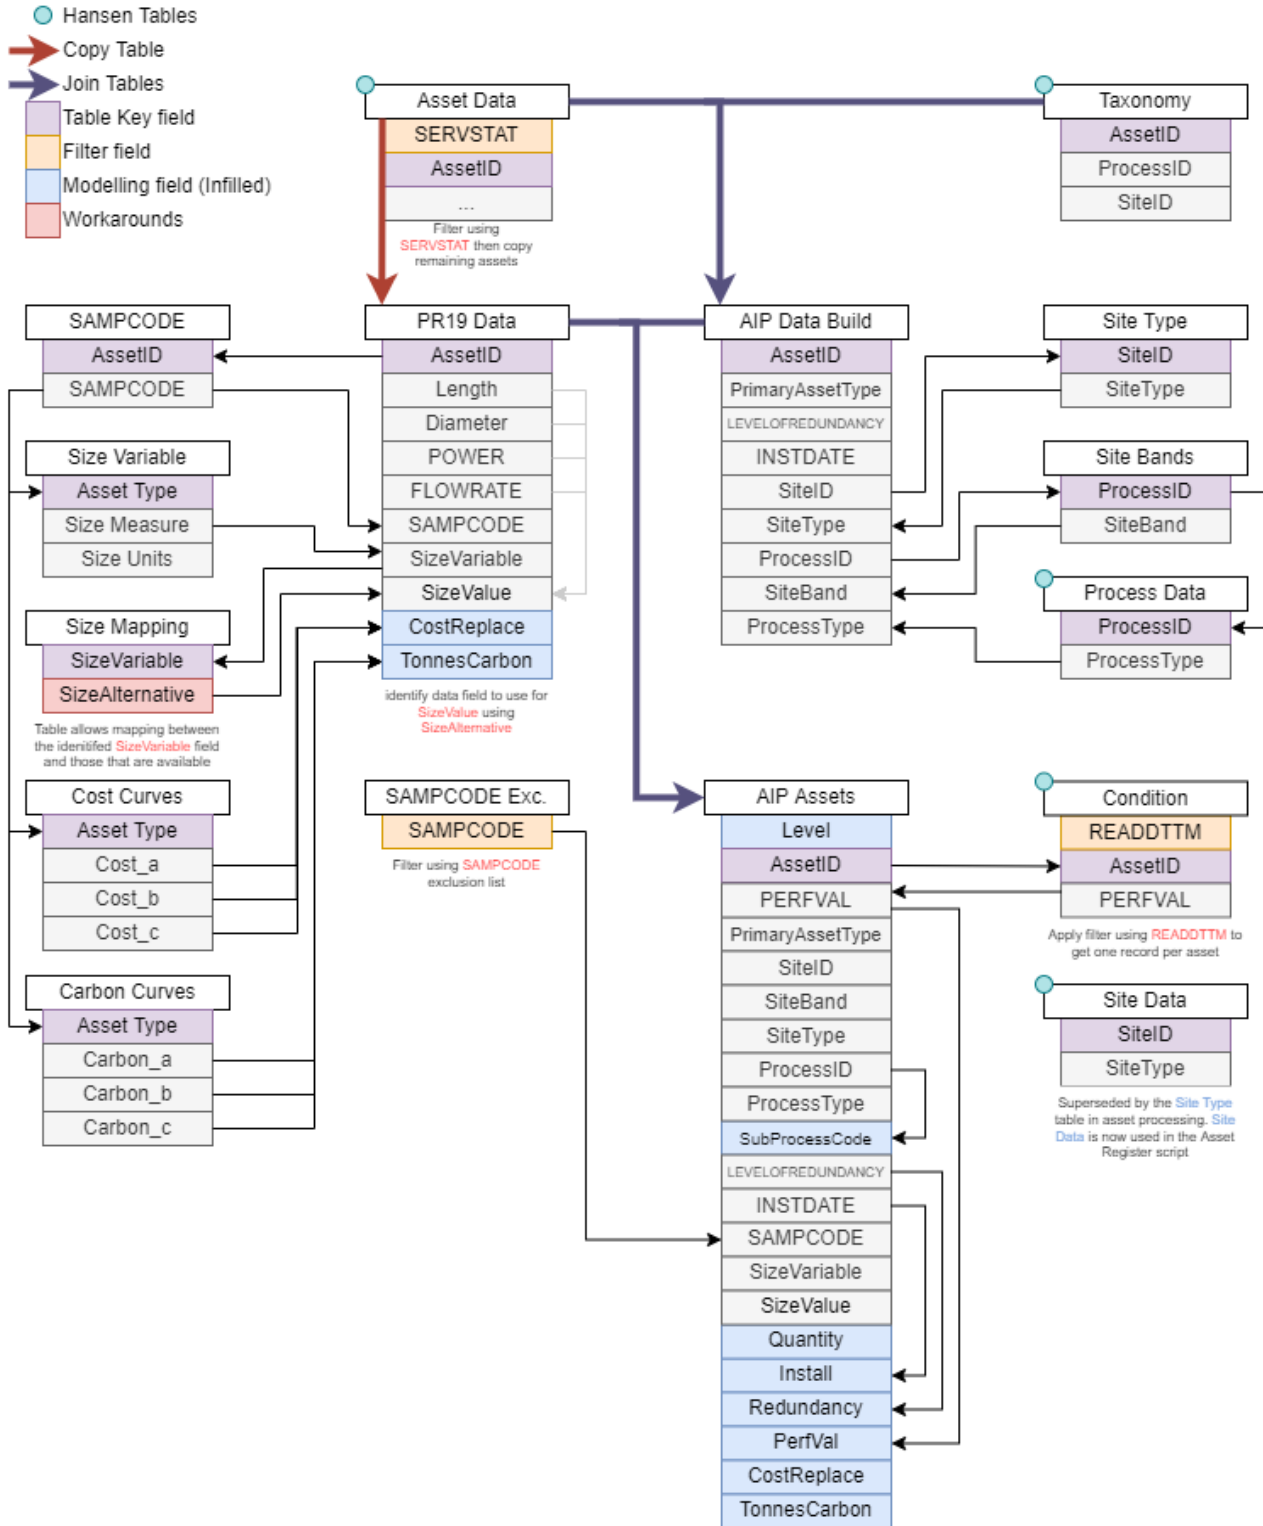 Hansen Tables
Copy Table
Join Tables
Table Key field
Filter field
Modelling field (Infilled)
Workarounds
Asset Data
SERVSTAT
AssetID
...
Filter using
SERVSTAT then copy
remaining assets
Taxonomy
AssetID
ProcessID
SiteID
SAMPCODE
AssetID
SAMPCODE
Size Variable
Asset Type
Size Measure
Size Units
Size Mapping
SizeVariable
SizeAlternative
Table allows mapping between
the idenitifed SizeVariable field
and those that are available
Cost Curves
Asset Type
Cost_a
Cost_b
Cost_c
Carbon Curves
Asset Type
Carbon_a
Carbon_b
Carbon_c
PR19 Data
AssetID
Length
Diameter
POWER
FLOWRATE
SAMPCODE
SizeVariable
SizeValue
CostReplace
TonnesCarbon
identify data field to use for
SizeValue using
SizeAlternative
SAMPCODE Exc.
SAMPCODE
Filter using SAMPCODE
exclusion list
AIP Data Build
AssetID
PrimaryAssetType
LEVELOFREDUNDANCY
INSTDATE
SiteID
SiteType
ProcessID
SiteBand
ProcessType
Site Type
SiteID
SiteType
Site Bands
ProcessID
SiteBand
Process Data
ProcessID
ProcessType
AIP Assets
Level
AssetID
PERFVAL
PrimaryAssetType
SiteID
SiteBand
SiteType
ProcessID
ProcessType
SubProcessCode
LEVELOFREDUNDANCY
INSTDATE
SAMPCODE
SizeVariable
SizeValue
Quantity
Install
Redundancy
PerfVal
CostReplace
TonnesCarbon
Condition
READDTTM
AssetID
PERFVAL
Apply filter using READDTTM to
get one record per asset
Site Data
SiteID
SiteType
Superseded by the Site Type
table in asset processing. Site
Data is now used in the Asset
Register script